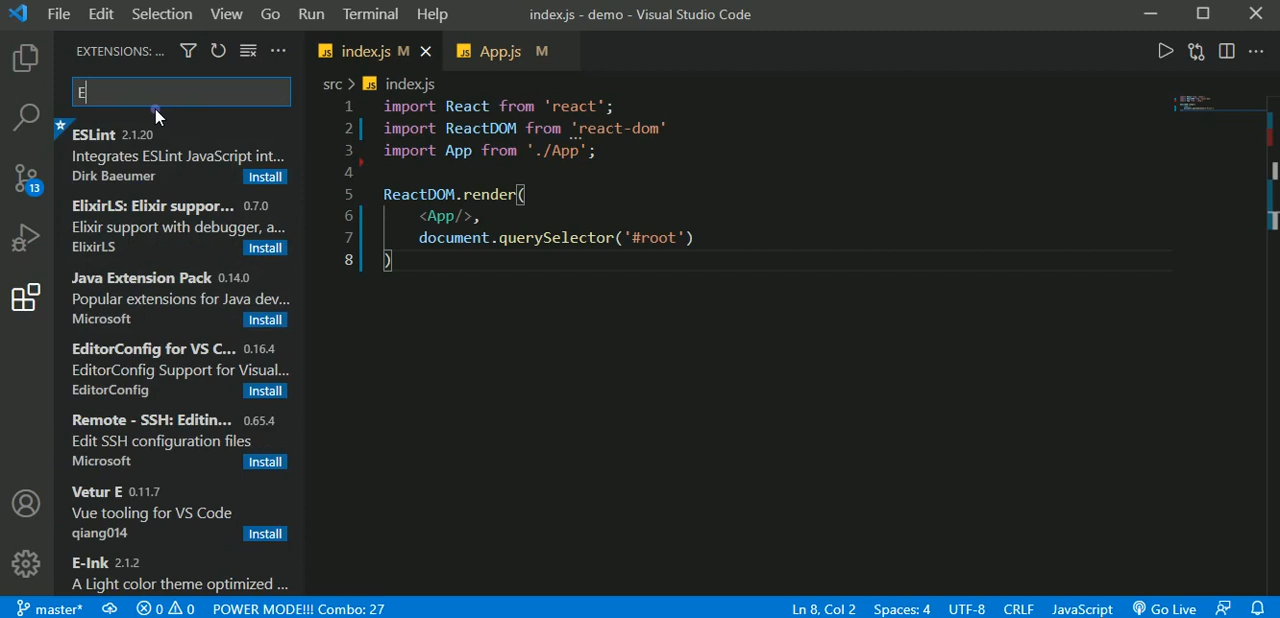 File Edit Selection View Go Run Terminal Help index.js - demo - Visual Studio Code
EXTENSIONS: ...
JS index.js M
JS App.js M
E
src > JS index.js
ESLint 2.1.20
Integrates ESLint JavaScript int...
Dirk Baeumer Install
ElixirLS: Elixir suppor... 0.7.0
Elixir support with debugger, a...
ElixirLS Install
Java Extension Pack 0.14.0
Popular extensions for Java dev...
Microsoft Install
EditorConfig for VS C... 0.16.4
EditorConfig Support for Visual...
EditorConfig Install
Remote - SSH: Editin... 0.65.4
Edit SSH configuration files
Microsoft Install
Vetur E 0.11.7
Vue tooling for VS Code
qiang014 Install
E-Ink 2.1.2
A Light color theme optimized ...
13
1 import React from 'react';
2 import ReactDOM from 'react-dom'
3 import App from './App';
4
5 ReactDOM.render(
6 <App/>,
7 document.querySelector('#root')
8 )
master* 0 0 POWER MODE!!! Combo: 27 Ln 8, Col 2 Spaces: 4 UTF-8 CRLF JavaScript Go Live